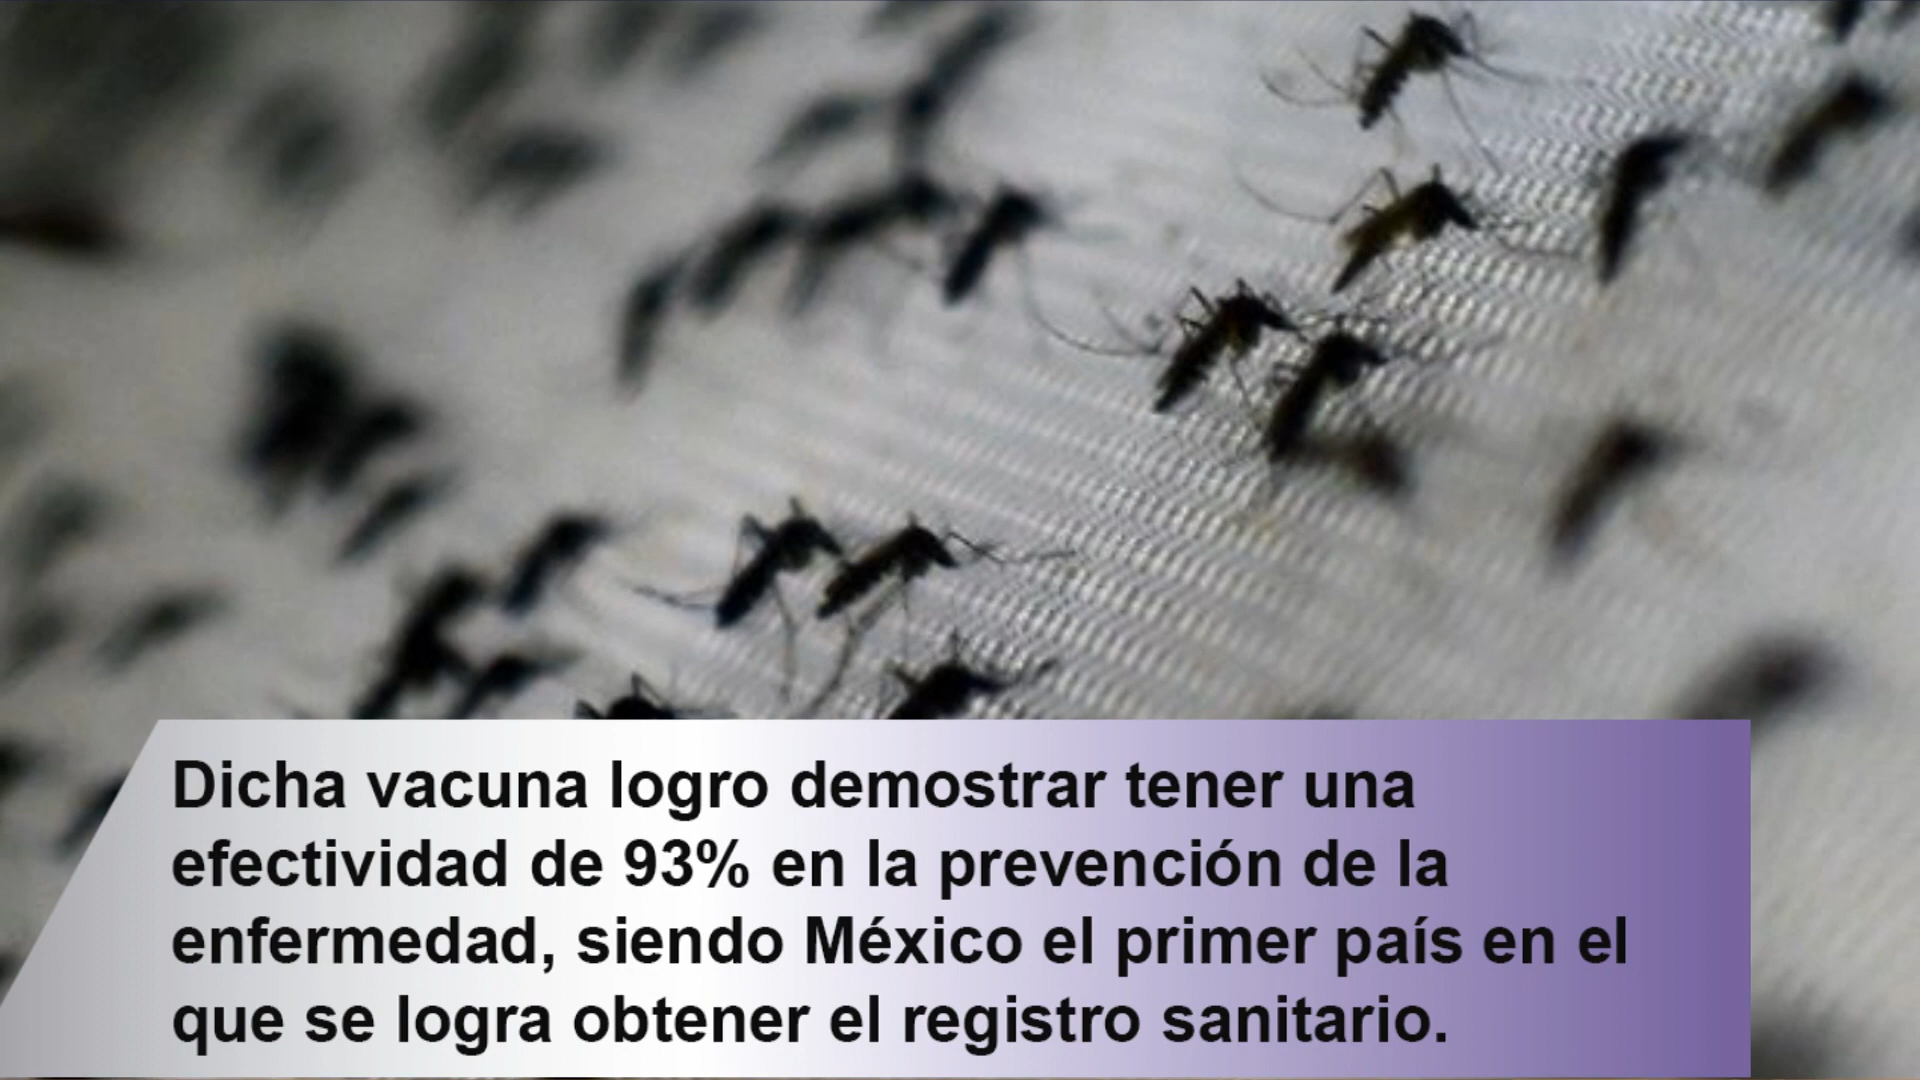 Dicha vacuna logro demostrar tener una
efectividad de 93% en la prevención de la
enfermedad, siendo México el primer país en el
que se logra obtener el registro sanitario.